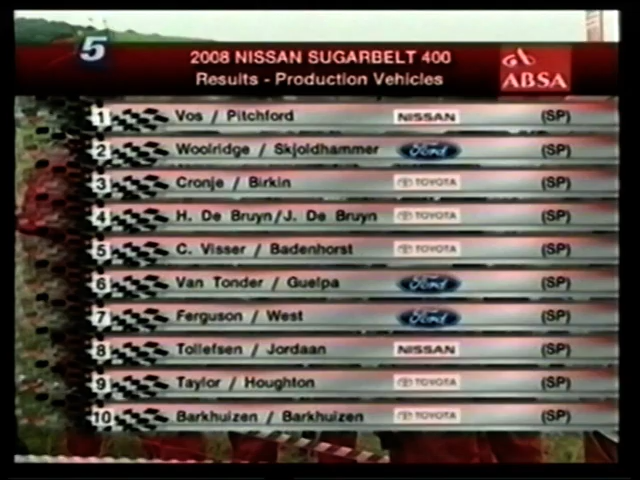 5
2008 NISSAN SUGARBELT 400
Results - Production Vehicles
ABSA
1 Vos / Pitchford NISSAN (SP)
2 Woolridge / Skjoldhammer Ford (SP)
3 Cronje / Birkin TOYOTA (SP)
4 H. De Bruyn/J. De Bruyn TOYOTA (SP)
5 C. Visser / Badenhorst TOYOTA (SP)
6 Van Tonder / Guelpa Ford (SP)
7 Ferguson / West Ford (SP)
8 Tollefsen / Jordaan NISSAN (SP)
9 Taylor / Houghton TOYOTA (SP)
10 Barkhuizen / Barkhuizen TOYOTA (SP)